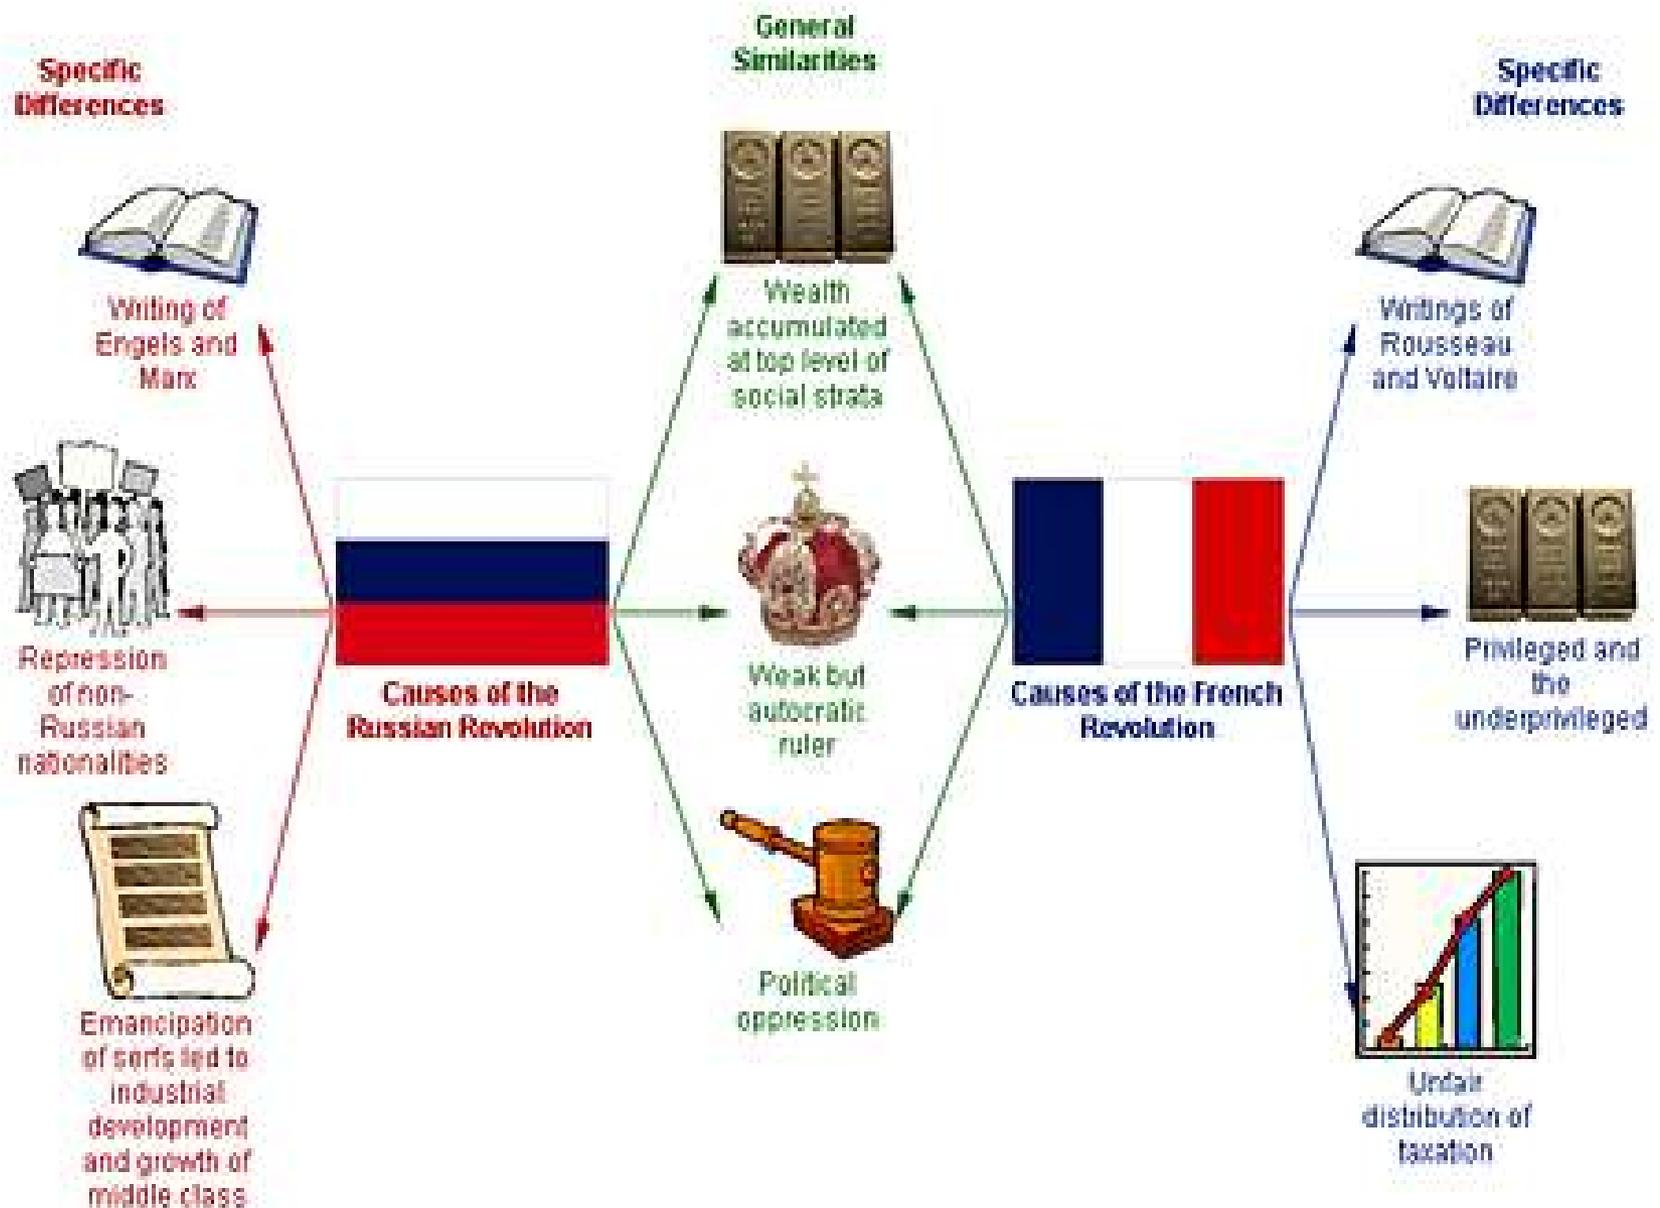 General
Similarities
Specific
Differences
Specific
Differences
Writing of
Engels and
Marx
Wealth
accumulated
at top level of
social strata
Writings of
Rousseau
and Voltaire
Repression
of non-
Russian
nationalities
Causes of the
Russian Revolution
Weak but
autocratic
ruler
Causes of the French
Revolution
Privileged and
the
underprivileged
Emancipation
of serfs led to
industrial
development
and growth of
middle class
Political
oppression
Unfair
distribution of
taxation